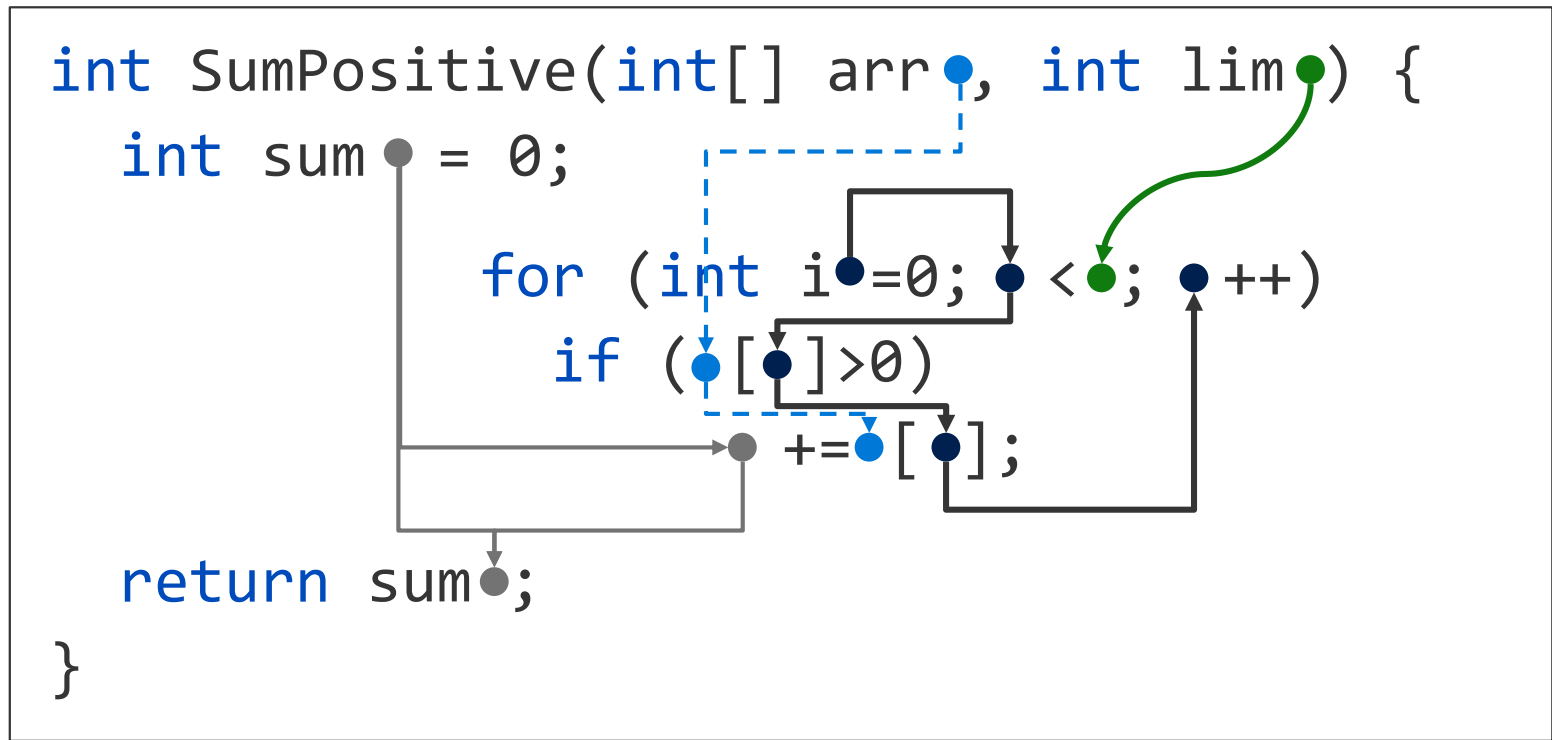 int SumPositive(int[] arr , int lim ) {
int sum = 0;
for (int i =0; < ; ++)
if ( [ ]>0)
+= [ ];
return sum ;
}